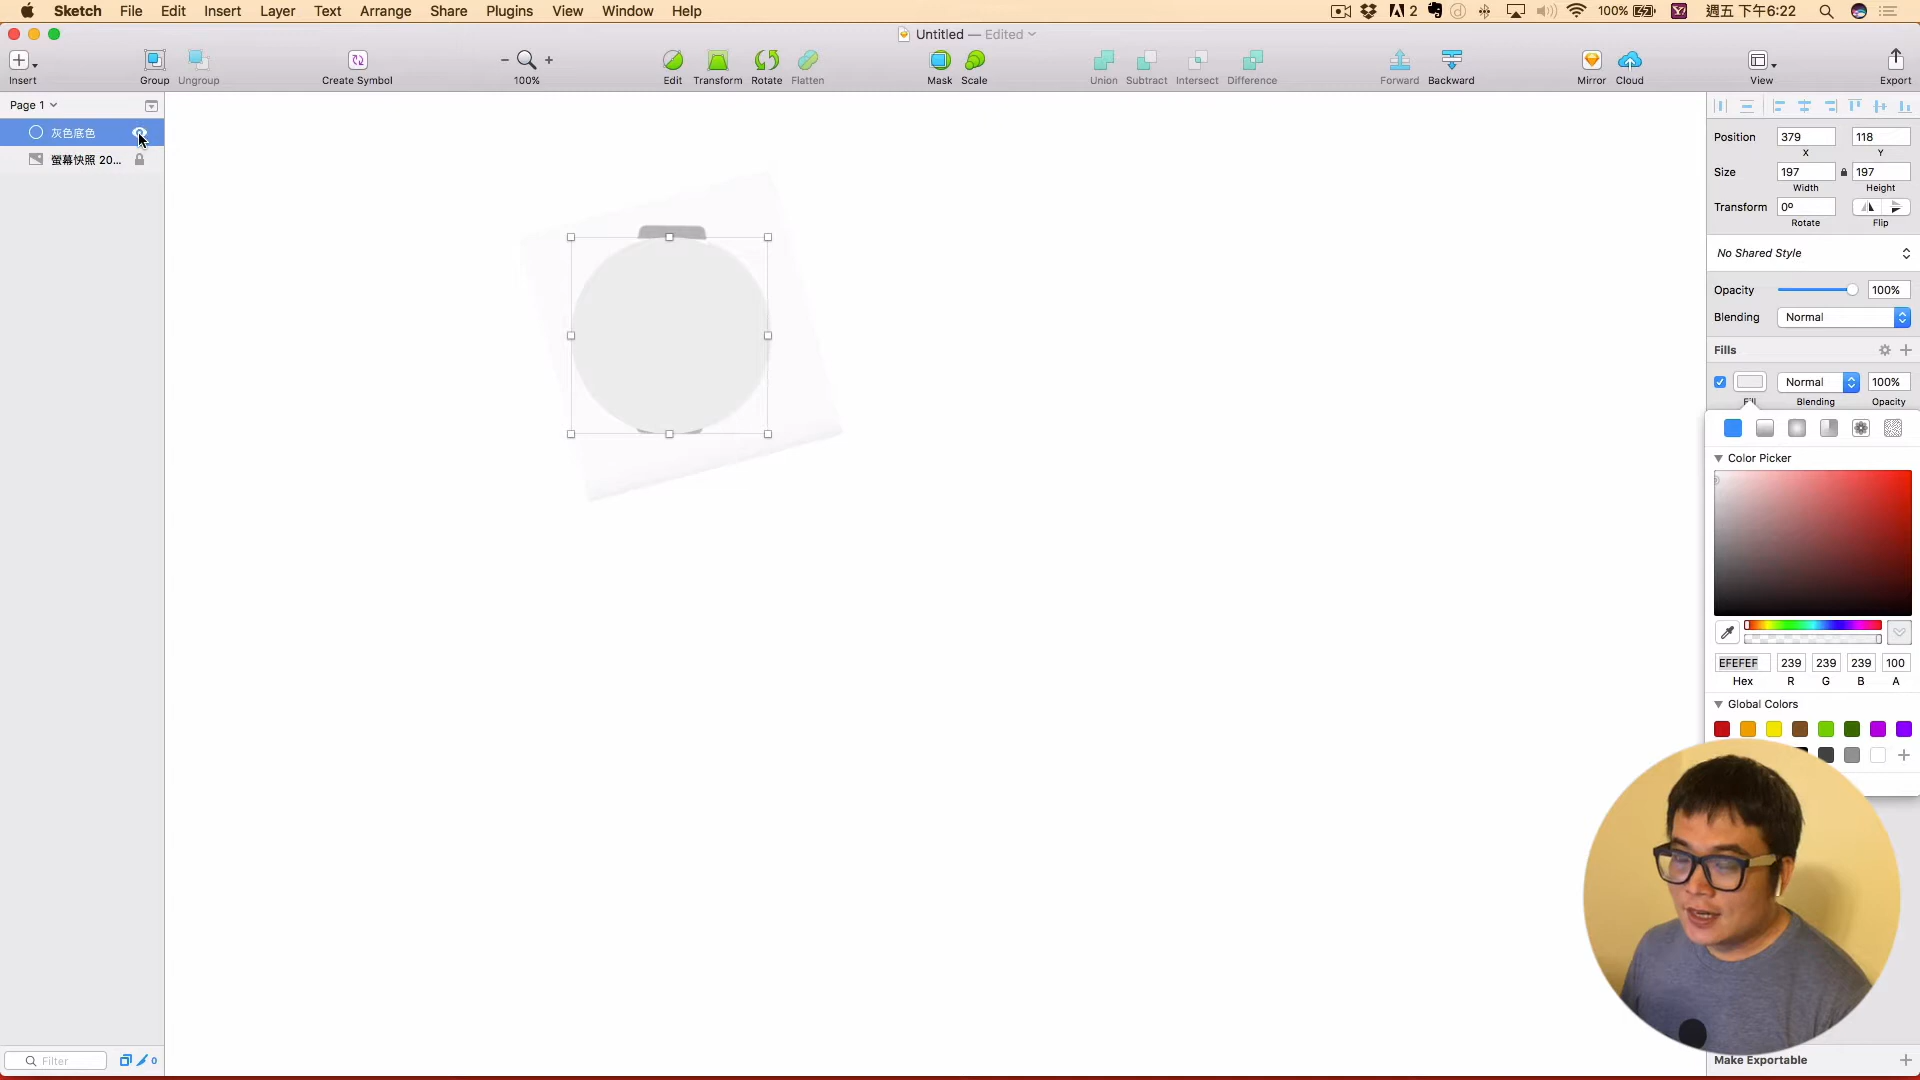 Sketch File Edit Insert Layer Text Arrange Share Plugins View Window Help 2 100% 週五 下午6:22
Untitled — Edited
Insert Group Ungroup Create Symbol 100% Edit Transform Rotate Flatten Mask Scale Union Subtract Intersect Difference Forward Backward Mirror Cloud View Export
Page 1
灰色底色
螢幕快照 20...
Position 379 118
X Y
Size 197 197
Width Height
Transform 0º
Rotate Flip
No Shared Style
Opacity 100%
Blending Normal
Fills
Normal 100%
Fill Blending Opacity
Color Picker
EFEFEF 239 239 239 100
Hex R G B A
Global Colors
Filter 0
Make Exportable